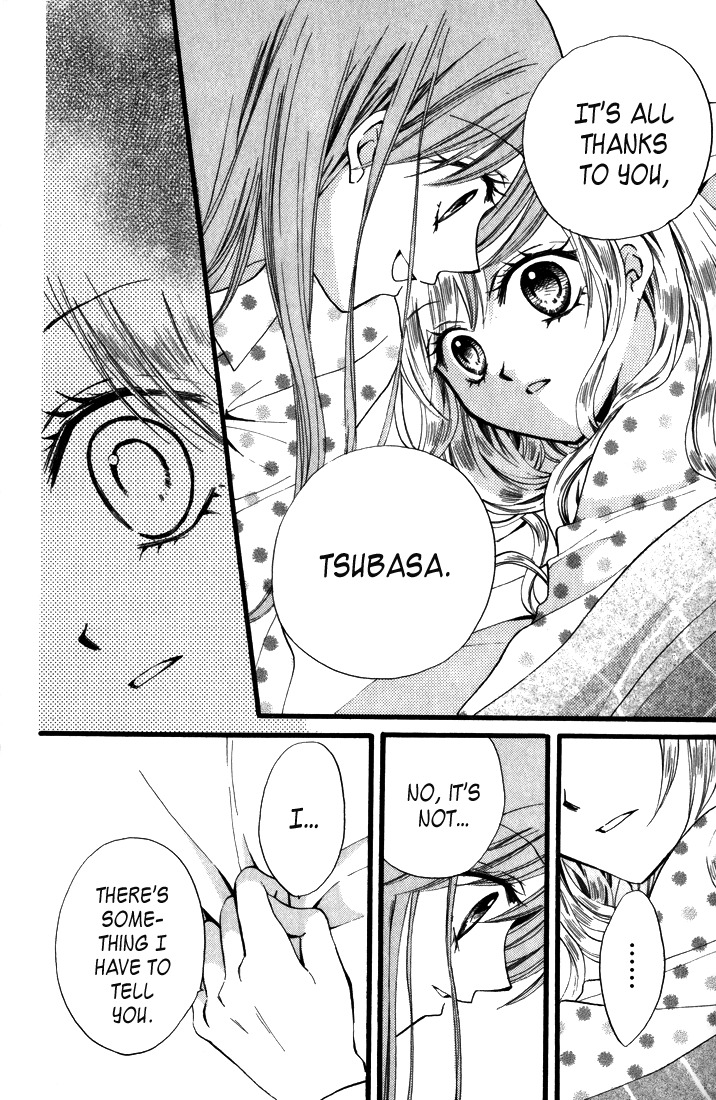 IT'S ALL
THANKS
TO YOU,
TSUBASA.
........
NO, IT'S
NOT...
I...
THERE'S
SOME-
THING I
HAVE TO
TELL
YOU.